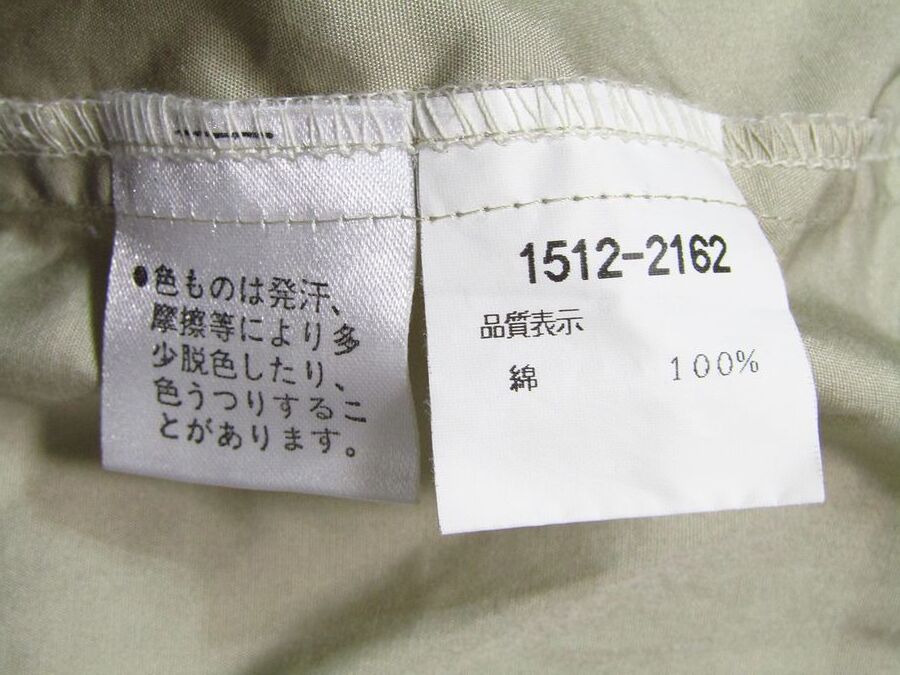 ●色ものは発汗、
摩擦等により多
少脱色したり、
色うつりするこ
とがあります。
1512-2162
品質表示
綿 100%